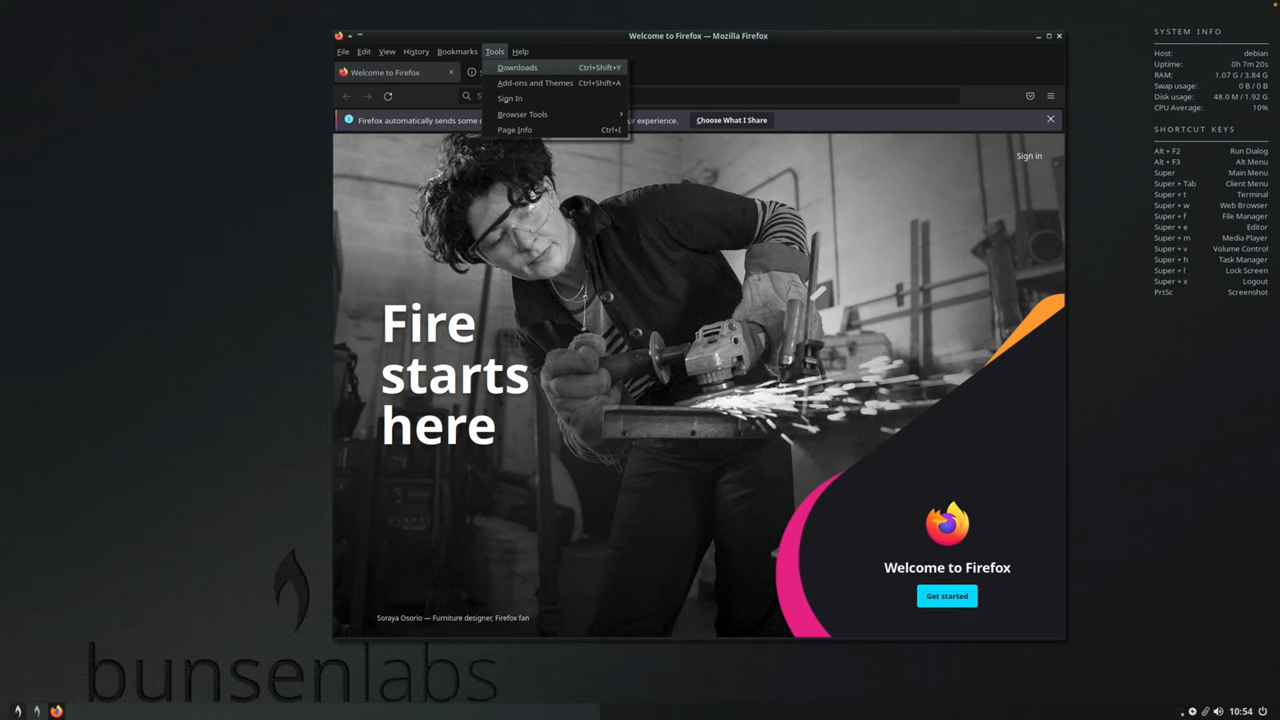 Welcome to Firefox — Mozilla Firefox
File Edit View History Bookmarks Tools Help
Welcome to Firefox
Downloads Ctrl+Shift+Y
Add-ons and Themes Ctrl+Shift+A
Sign In
Browser Tools
Page Info Ctrl+I
Firefox automatically sends some
ur experience. Choose What I Share
Sign in
Fire
starts
here
Welcome to Firefox
Get started
Soraya Osorio — Furniture designer, Firefox fan
SYSTEM INFO
Host: debian
Uptime: 0h 7m 20s
RAM: 1.07 G / 3.84 G
Swap usage: 0 B / 0 B
Disk usage: 48.0 M / 1.92 G
CPU Average: 10%
SHORTCUT KEYS
Alt + F2 Run Dialog
Alt + F3 Alt Menu
Super Main Menu
Super + Tab Client Menu
Super + t Terminal
Super + w Web Browser
Super + f File Manager
Super + e Editor
Super + m Media Player
Super + v Volume Control
Super + h Task Manager
Super + l Lock Screen
Super + x Logout
PrtSc Screenshot
bunsenlabs
10:54